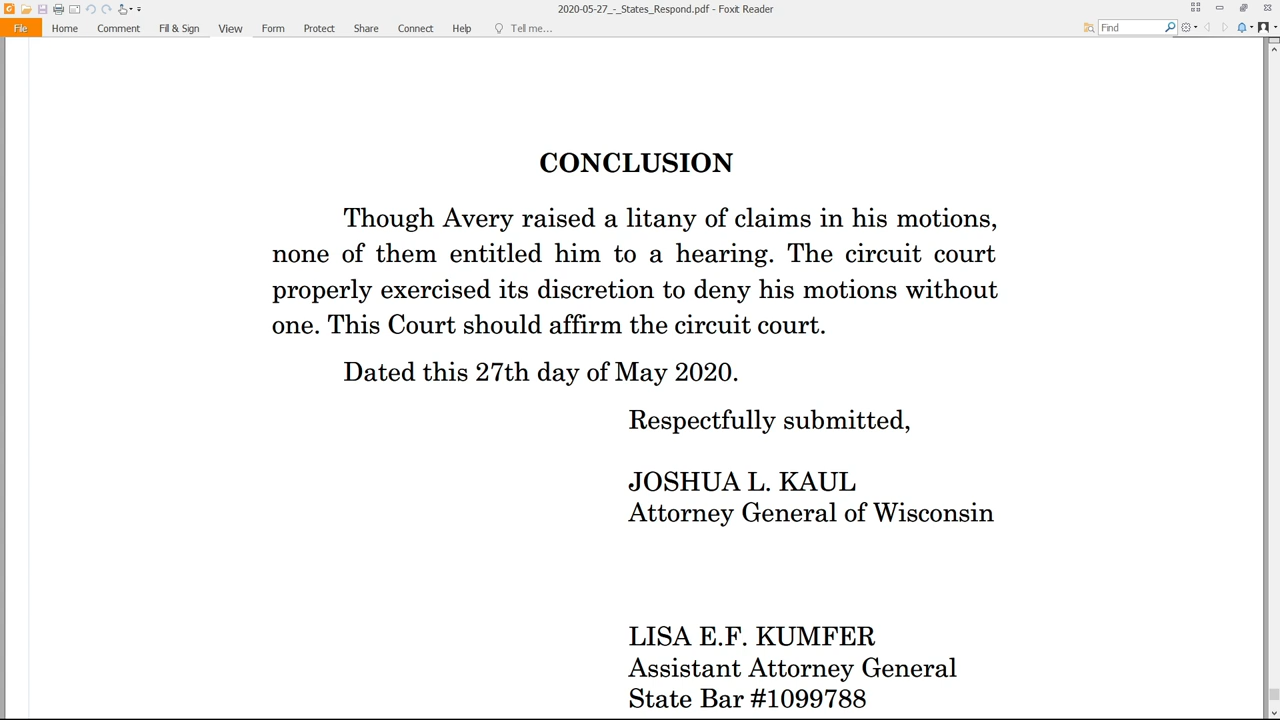 2020-05-27_-_States_Respond.pdf - Foxit Reader
File Home Comment Fill & Sign View Form Protect Share Connect Help Tell me... Find
CONCLUSION
Though Avery raised a litany of claims in his motions,
none of them entitled him to a hearing. The circuit court
properly exercised its discretion to deny his motions without
one. This Court should affirm the circuit court.
Dated this 27th day of May 2020.
Respectfully submitted,
JOSHUA L. KAUL
Attorney General of Wisconsin
LISA E.F. KUMFER
Assistant Attorney General
State Bar #1099788